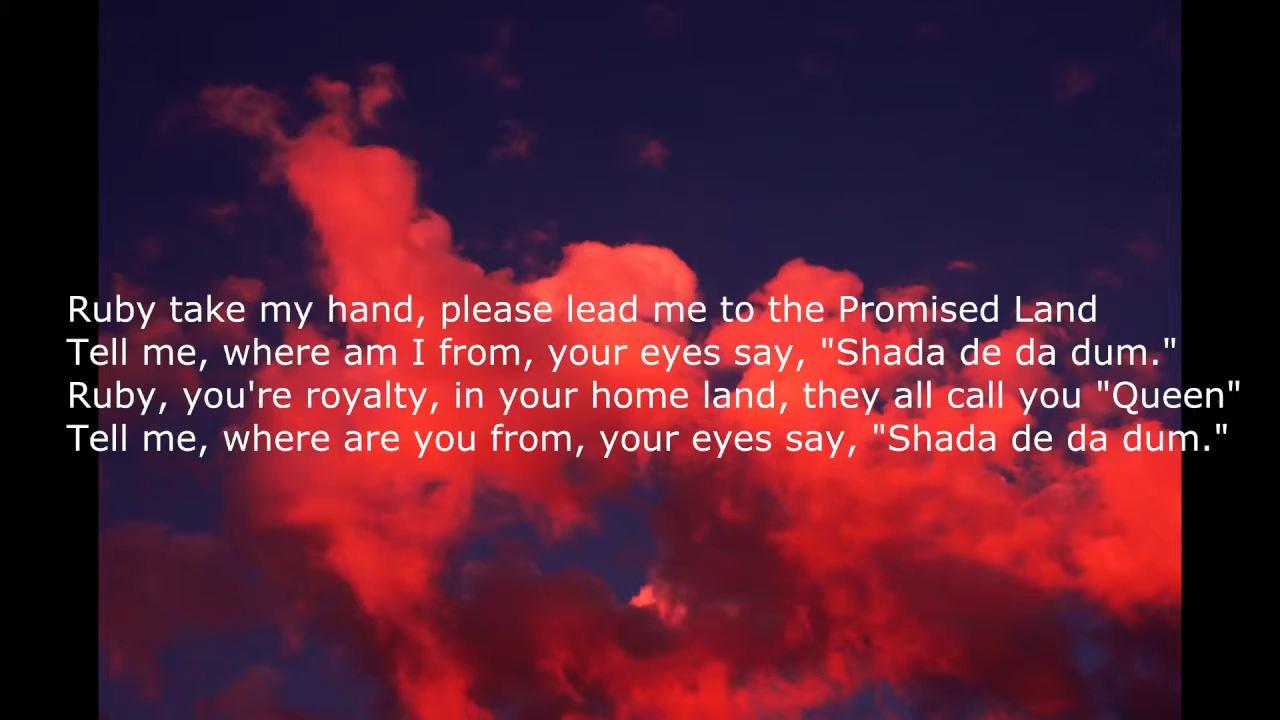 Ruby take my hand, please lead me to the Promised Land
Tell me, where am I from, your eyes say, "Shada de da dum."
Ruby, you're royalty, in your home land, they all call you "Queen"
Tell me, where are you from, your eyes say, "Shada de da dum."